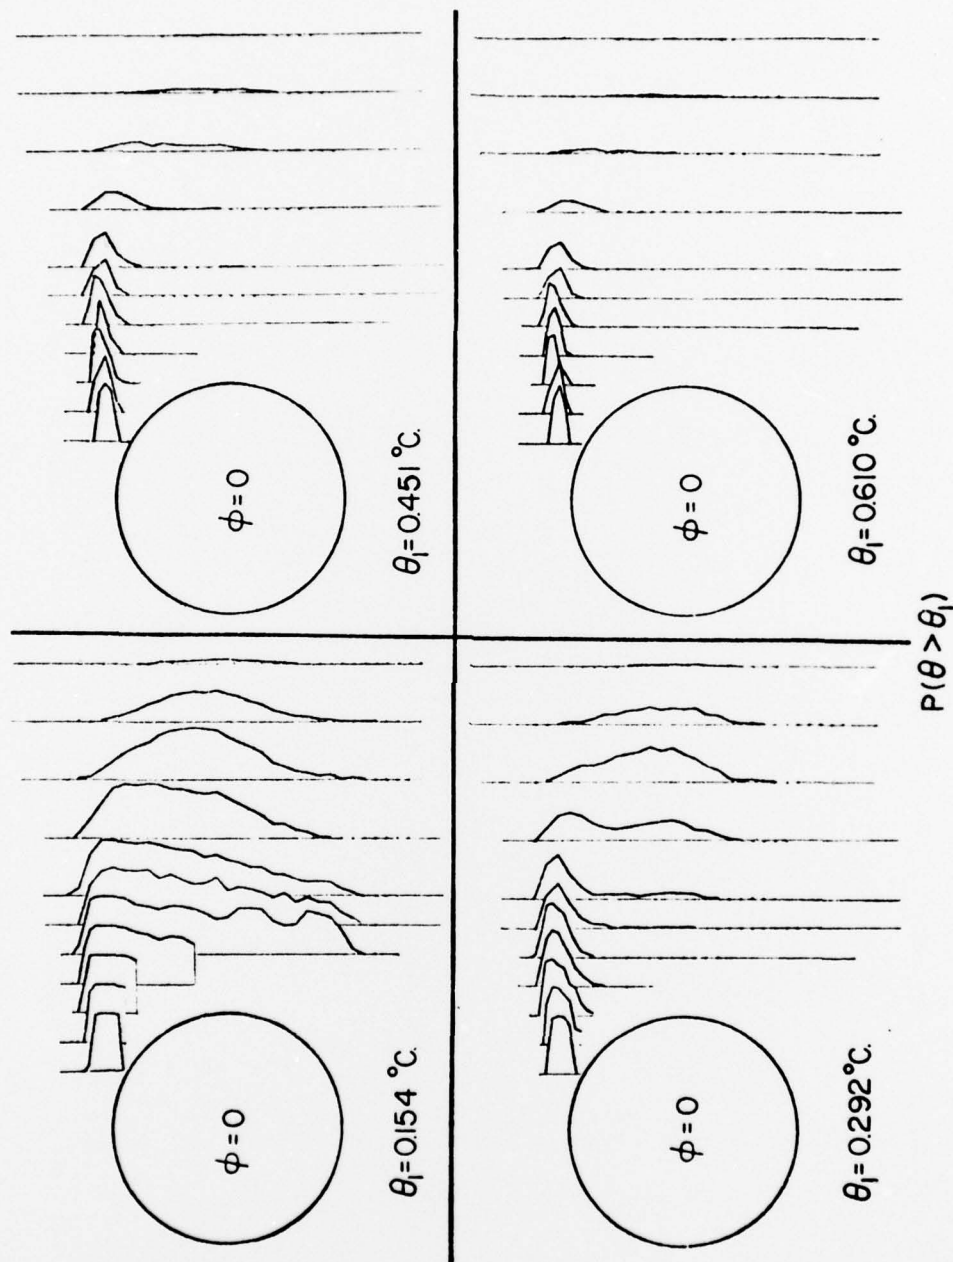 ϕ = 0
θ₁ = 0.451 °C.
ϕ = 0
θ₁ = 0.610 °C.
ϕ = 0
θ₁ = 0.154 °C.
ϕ = 0
θ₁ = 0.292 °C.
P(θ > θ₁)